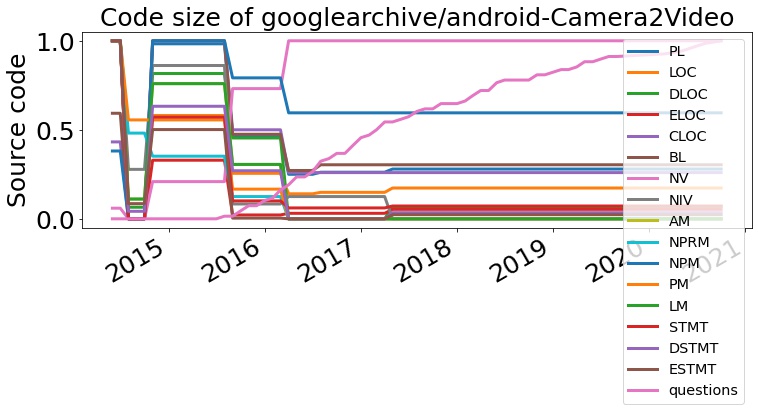 Code size of googlearchive/android-Camera2Video
Source code
1.0
0.5
0.0
2015
2016
2017
2018
2019
2020
2021
PL
LOC
DLOC
ELOC
CLOC
BL
NV
NIV
AM
NPRM
NPM
PM
LM
STMT
DSTMT
ESTMT
questions